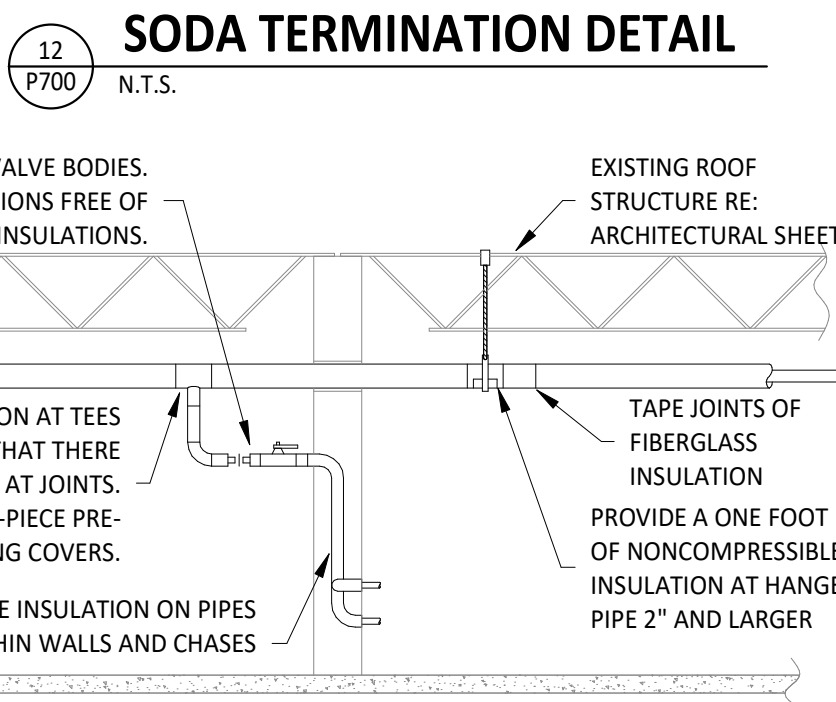 12
P700
SODA TERMINATION DETAIL
N.T.S.
VALVE BODIES.
IONS FREE OF
INSULATIONS.
EXISTING ROOF
STRUCTURE RE:
ARCHITECTURAL SHEET
ON AT TEES
THAT THERE
AT JOINTS.
-PIECE PRE-
NG COVERS.
E INSULATION ON PIPES
HIN WALLS AND CHASES
TAPE JOINTS OF
FIBERGLASS
INSULATION
PROVIDE A ONE FOOT
OF NONCOMPRESSIBLE
INSULATION AT HANGE
PIPE 2" AND LARGER